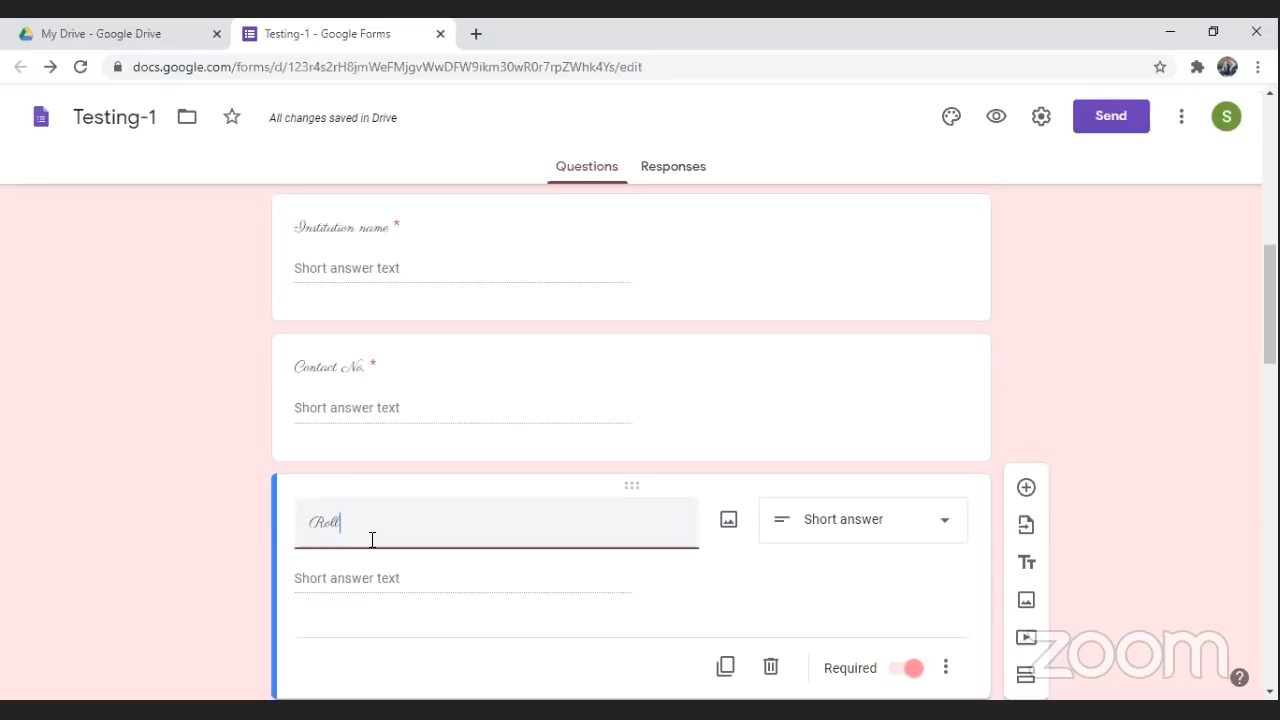 My Drive - Google Drive
Testing-1 - Google Forms
docs.google.com/forms/d/123r4s2rH8jmWeFMjgvWwDFW9ikm30wR0r7rpZWhk4Ys/edit
Testing-1
All changes saved in Drive
Send
S
Questions
Responses
Institution name *
Short answer text
Contact No. *
Short answer text
Roll
Short answer
Short answer text
Required
zoom